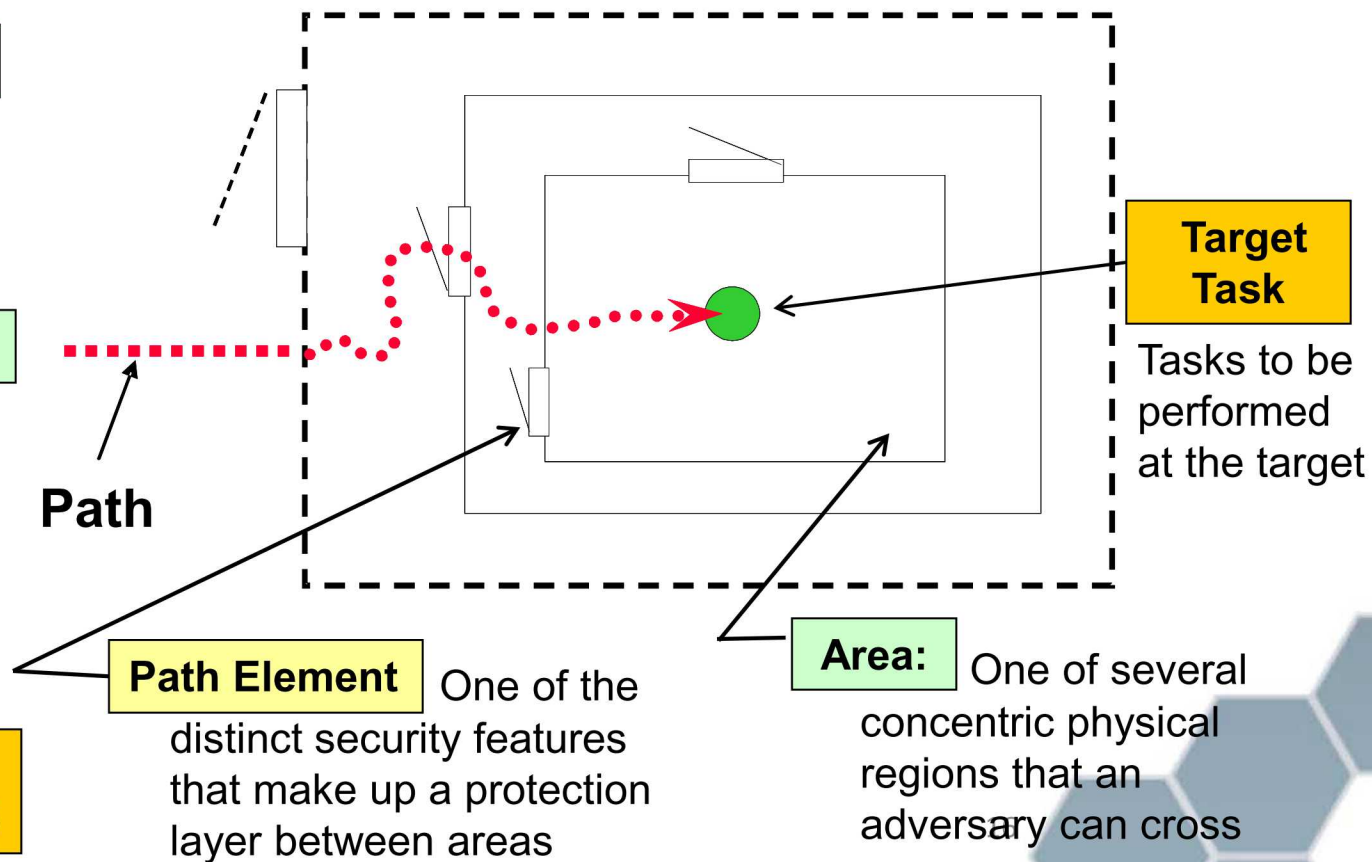 Target
Task
Tasks to be
performed
at the target
Path
Path Element One of the
distinct security features
that make up a protection
layer between areas
Area: One of several
concentric physical
regions that an
adversary can cross